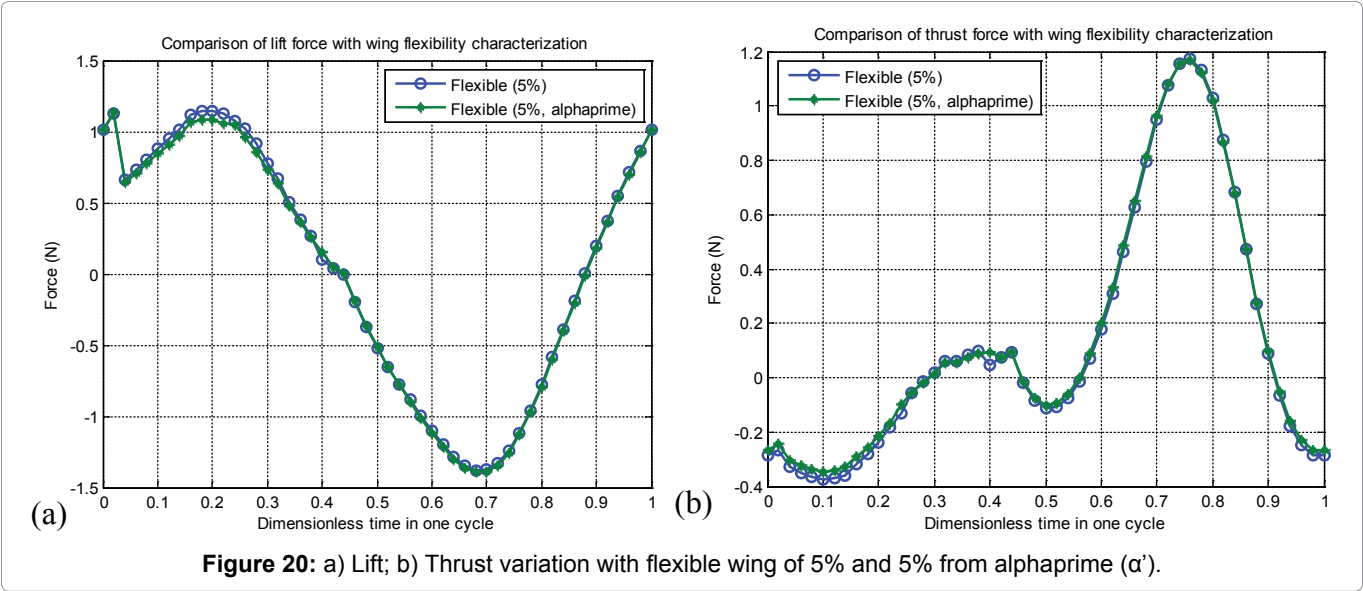 Comparison of lift force with wing flexibility characterization
1.5
1
0.5
0
-0.5
-1
-1.5
Force (N)
Flexible (5%)
Flexible (5%, alphaprime)
0 0.1 0.2 0.3 0.4 0.5 0.6 0.7 0.8 0.9 1
Dimensionless time in one cycle
(a)
Comparison of thrust force with wing flexibility characterization
1.2
1
0.8
0.6
0.4
0.2
0
-0.2
-0.4
Force (N)
Flexible (5%)
Flexible (5%, alphaprime)
0 0.1 0.2 0.3 0.4 0.5 0.6 0.7 0.8 0.9 1
Dimensionless time in one cycle
(b)
Figure 20: a) Lift; b) Thrust variation with flexible wing of 5% and 5% from alphaprime (α’).